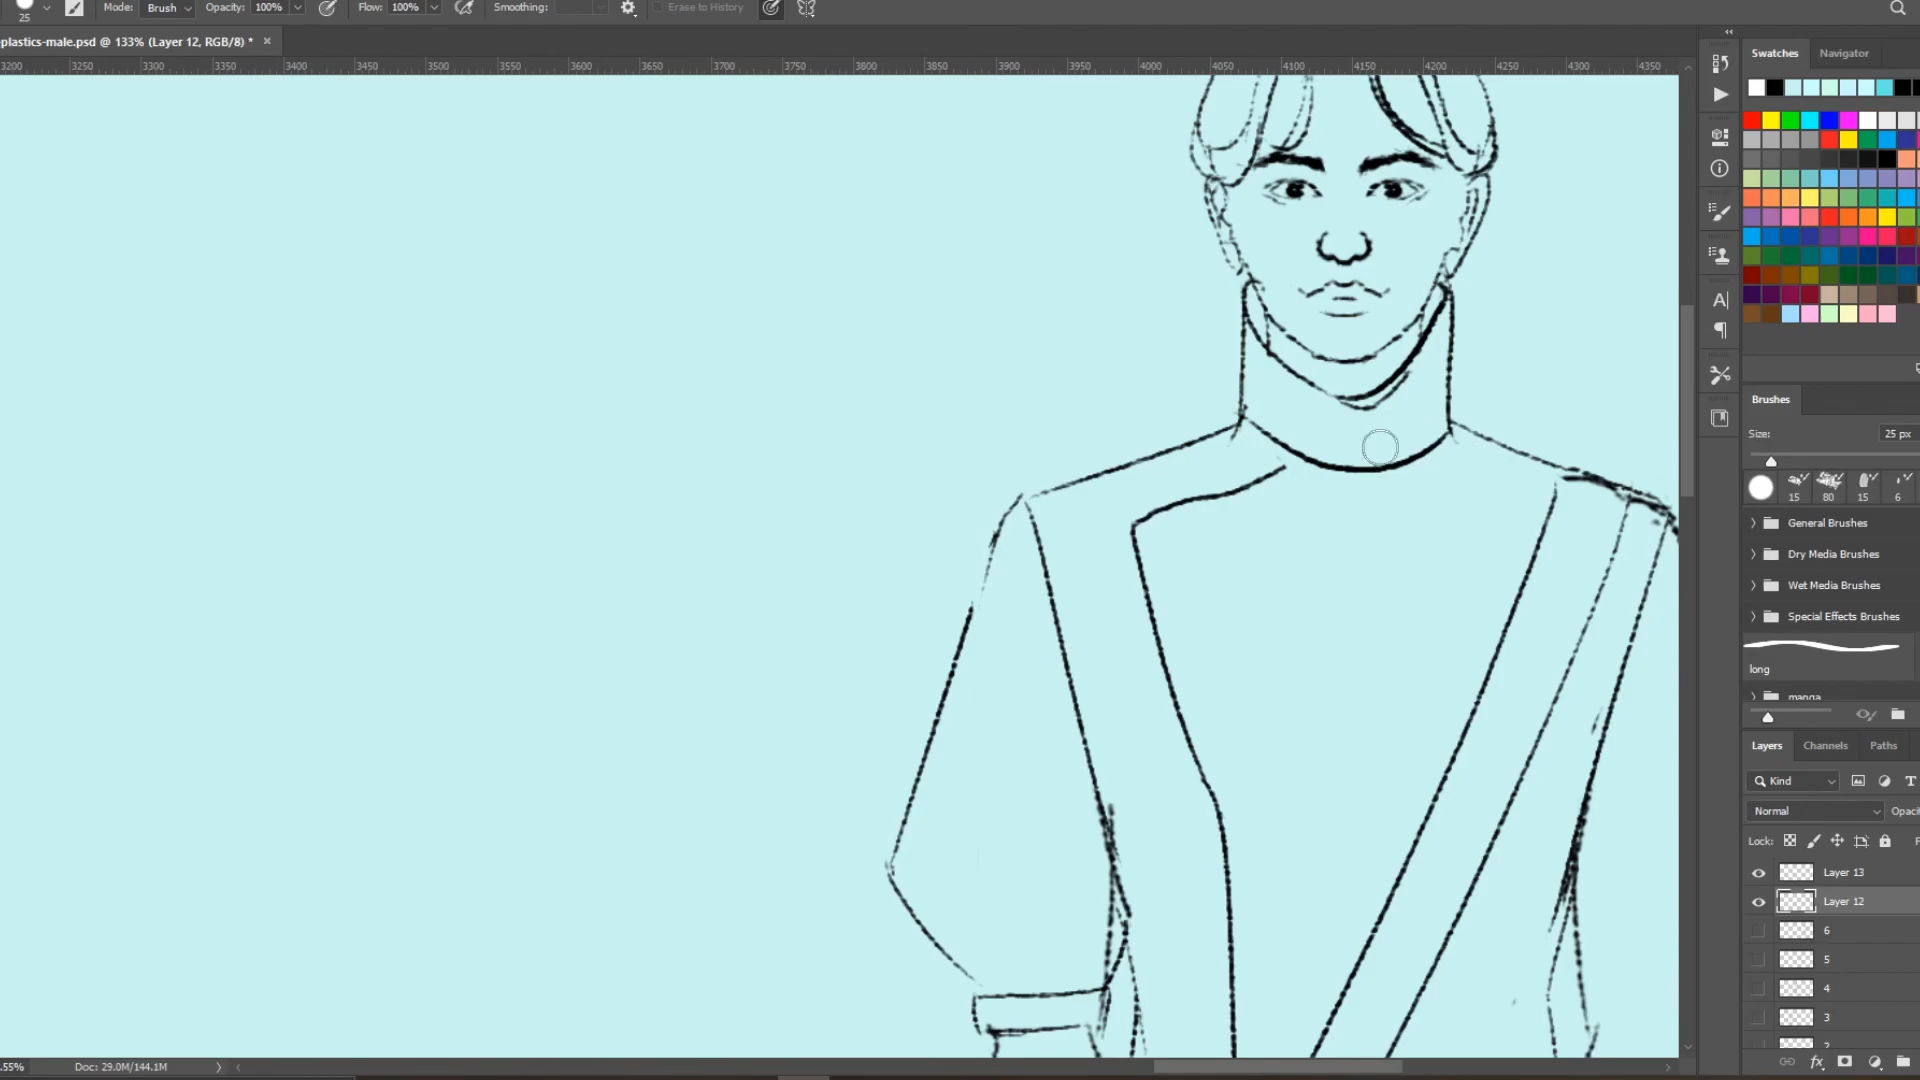 25
Mode: Brush Opacity: 100% Flow: 100% Smoothing: Erase to History
plastics-male.psd @ 133% (Layer 12, RGB/8) *
3200 3250 3300 3350 3400 3450 3500 3550 3600 3650 3700 3750 3800 3850 3900 3950 4000 4050 4100 4150 4200 4250 4300 4350
Swatches Navigator
Brushes
Size: 25 px
15 80 15 6
General Brushes
Dry Media Brushes
Wet Media Brushes
Special Effects Brushes
long
manga
Layers Channels Paths
Kind
Normal
Lock:
Layer 13
Layer 12
6
5
4
3
2
.55% Doc: 29.0M/144.1M